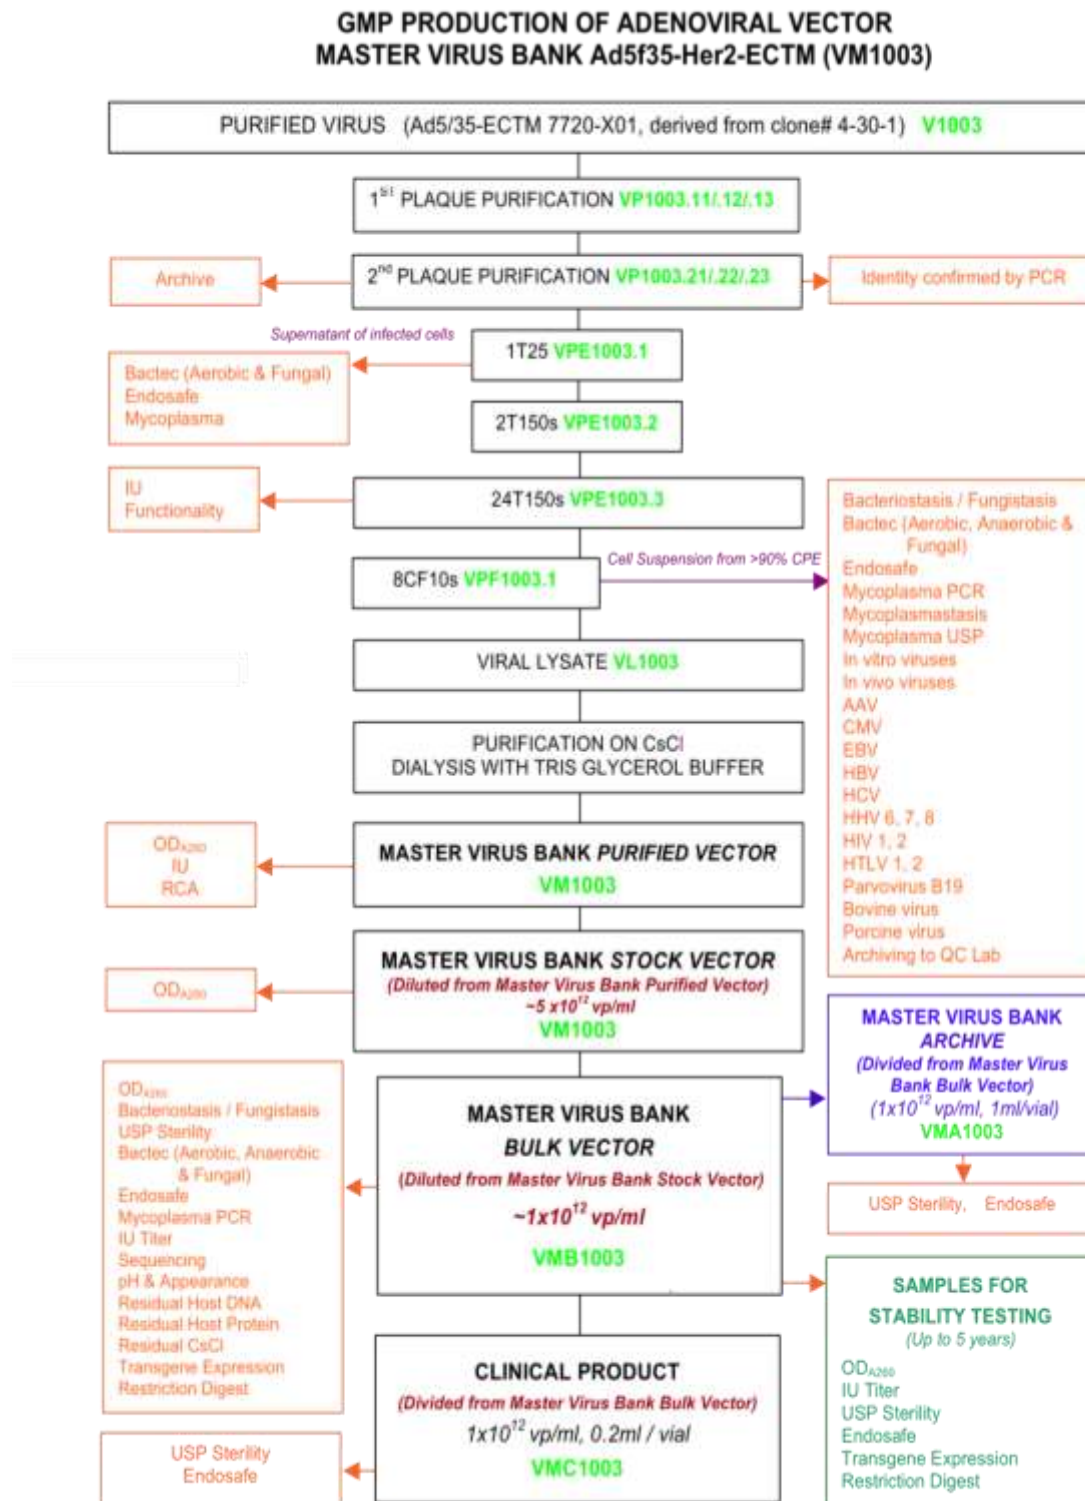 GMP PRODUCTION OF ADENOVIRAL VECTOR
MASTER VIRUS BANK Ad5f35-Her2-ECTM (VM1003)
PURIFIED VIRUS (Ad5/35-ECTM 7720-X01, derived from clone# 4-30-1) V1003
1st PLAQUE PURIFICATION VP1003.11/.12/.13
Archive
2nd PLAQUE PURIFICATION VP1003.21/.22/.23
Identity confirmed by PCR
Supernatant of infected cells
1T25 VPE1003.1
Bactec (Aerobic & Fungal)
Endosafe
Mycoplasma
2T150s VPE1003.2
IU
Functionality
24T150s VPE1003.3
8CF10s VPF1003.1
Cell Suspension from >90% CPE
Bacteriostasis / Fungistasis
Bactec (Aerobic, Anaerobic &
Fungal)
Endosafe
Mycoplasma PCR
Mycoplasmastasis
Mycoplasma USP
In vitro viruses
In vivo viruses
AAV
CMV
EBV
HBV
HCV
HHV 6, 7, 8
HIV 1, 2
HTLV 1, 2
Parvovirus B19
Bovine virus
Porcine virus
Archiving to QC Lab
VIRAL LYSATE VL1003
PURIFICATION ON CsCl
DIALYSIS WITH TRIS GLYCEROL BUFFER
ODA260
IU
RCA
MASTER VIRUS BANK PURIFIED VECTOR
VM1003
ODA260
MASTER VIRUS BANK STOCK VECTOR
(Diluted from Master Virus Bank Purified Vector)
~5 x10^12 vp/ml
VM1003
MASTER VIRUS BANK
ARCHIVE
(Divided from Master Virus
Bank Bulk Vector)
(1x10^12 vp/ml, 1ml/vial)
VMA1003
USP Sterility, Endosafe
ODA260
Bacteriostasis / Fungistasis
USP Sterility
Bactec (Aerobic, Anaerobic
& Fungal)
Endosafe
Mycoplasma PCR
IU Titer
Sequencing
pH & Appearance
Residual Host DNA
Residual Host Protein
Residual CsCl
Transgene Expression
Restriction Digest
MASTER VIRUS BANK
BULK VECTOR
(Diluted from Master Virus Bank Stock Vector)
~1x10^12 vp/ml
VMB1003
SAMPLES FOR
STABILITY TESTING
(Up to 5 years)
ODA260
IU Titer
USP Sterility
Endosafe
Transgene Expression
Restriction Digest
CLINICAL PRODUCT
(Divided from Master Virus Bank Bulk Vector)
1x10^12 vp/ml, 0.2ml / vial
VMC1003
USP Sterility
Endosafe